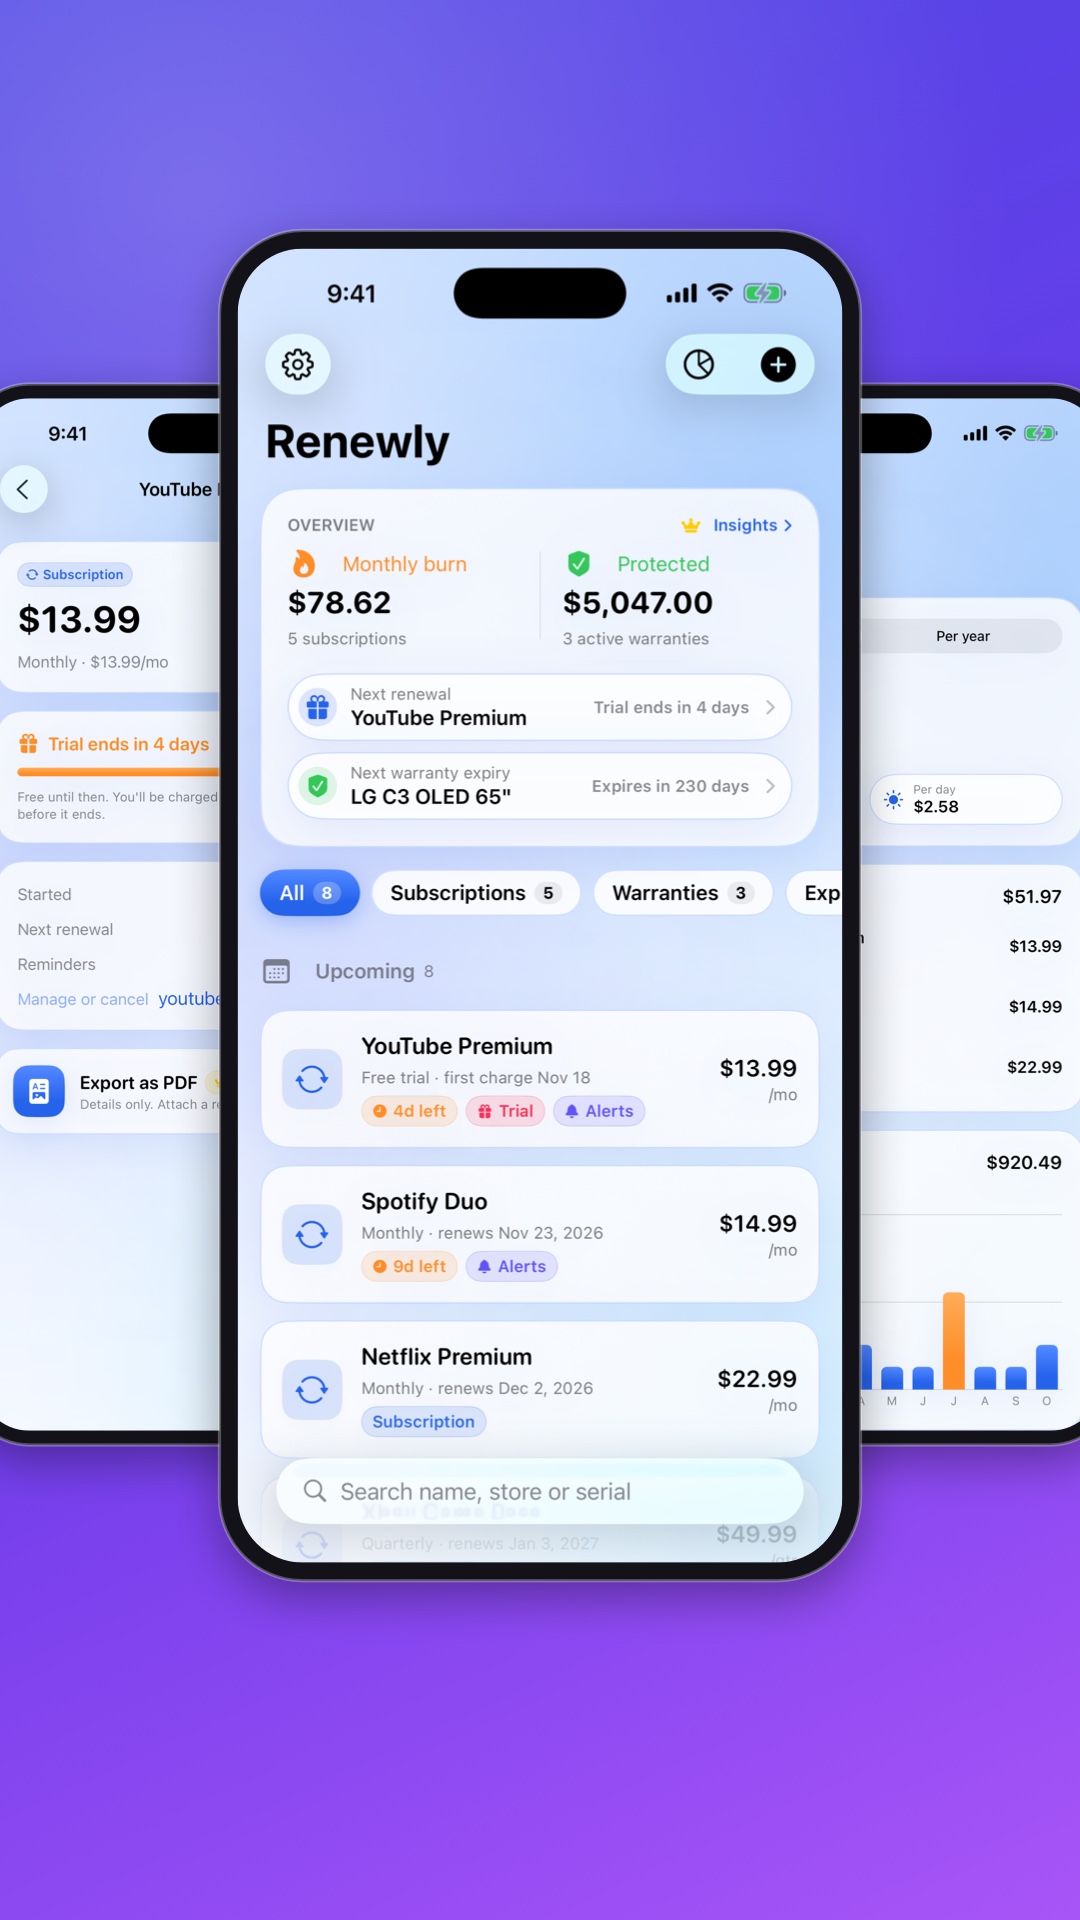 9:41
YouTube
Subscription
$13.99
Monthly · $13.99/mo
Trial ends in 4 days
Free until then. You'll be charged
before it ends.
Started
Next renewal
Reminders
Manage or cancel youtube
Export as PDF
Details only. Attach a re
9:41
Renewly
OVERVIEW
Insights
Monthly burn
$78.62
5 subscriptions
Protected
$5,047.00
3 active warranties
Next renewal
YouTube Premium
Trial ends in 4 days
Next warranty expiry
LG C3 OLED 65"
Expires in 230 days
All 8
Subscriptions 5
Warranties 3
Exp
Upcoming 8
YouTube Premium
Free trial · first charge Nov 18
4d left
Trial
Alerts
$13.99
/mo
Spotify Duo
Monthly · renews Nov 23, 2026
9d left
Alerts
$14.99
/mo
Netflix Premium
Monthly · renews Dec 2, 2026
Subscription
$22.99
/mo
Search name, store or serial
Quarterly · renews Jan 3, 2027
$49.99
Per year
Per day
$2.58
$51.97
$13.99
$14.99
$22.99
$920.49
A M J J A S O